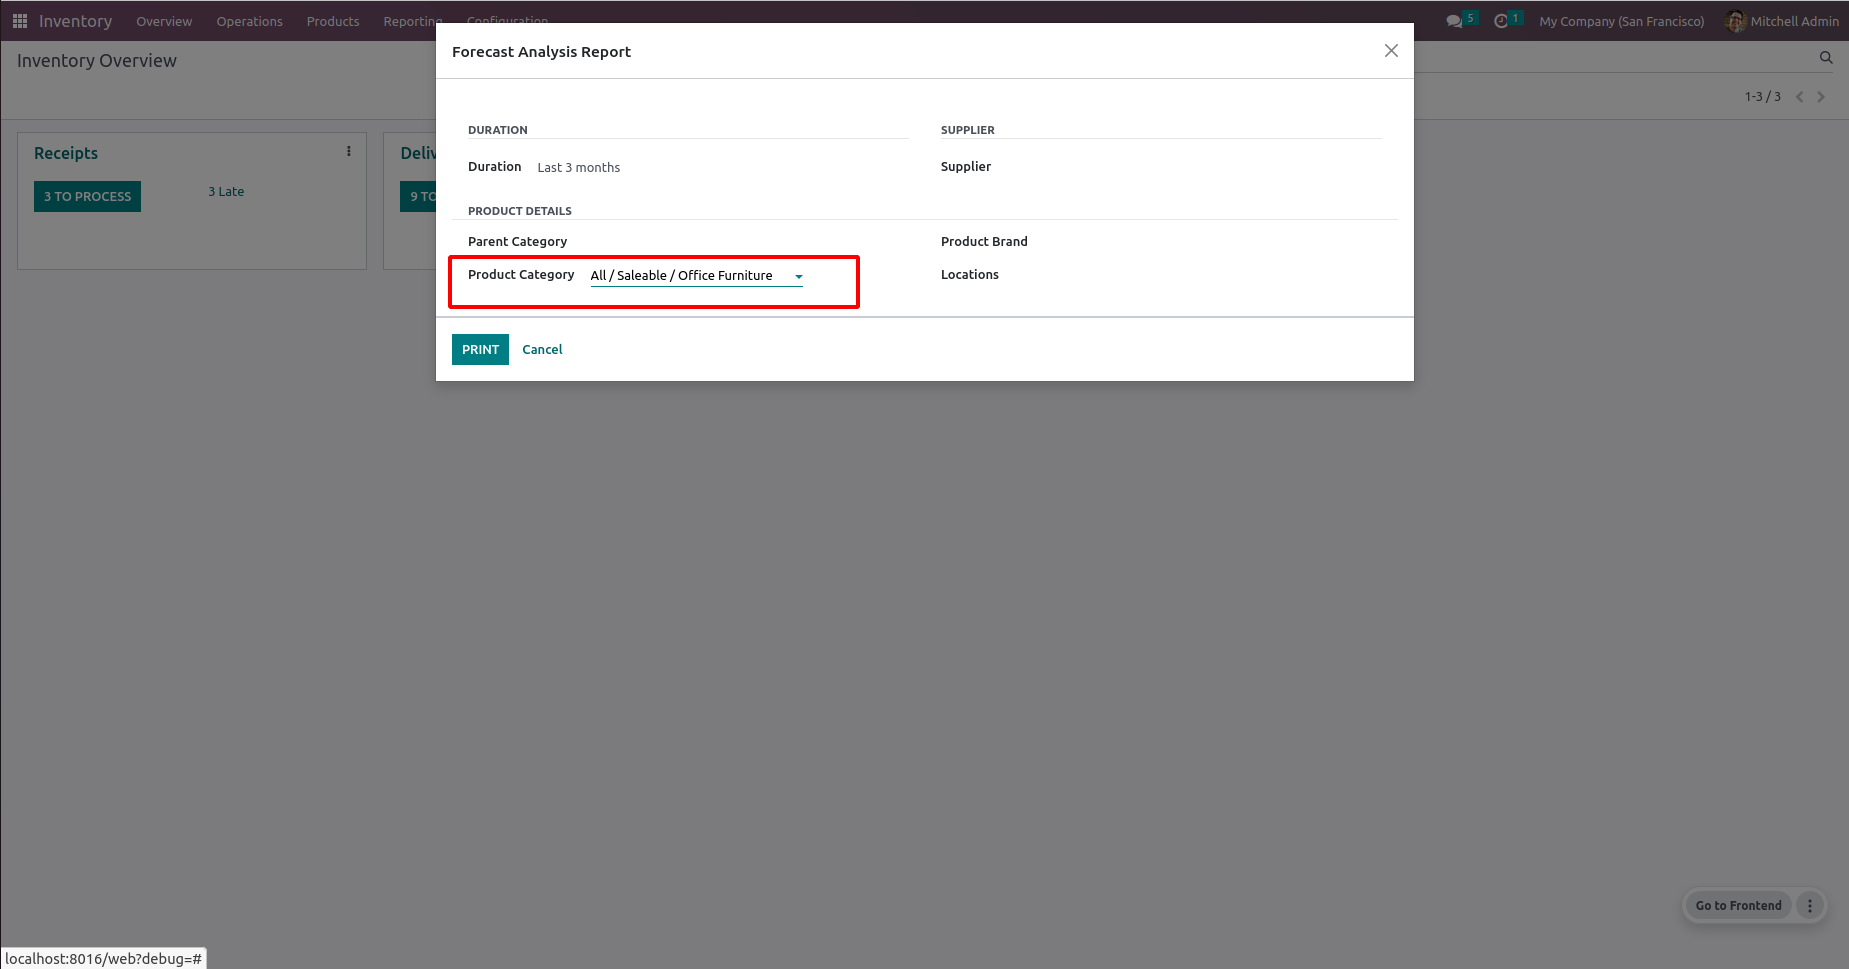 Inventory Overview Operations Products Reporting Configuration 5 1 My Company (San Francisco) Mitchell Admin
Inventory Overview
1-3 / 3
Forecast Analysis Report
DURATION
SUPPLIER
Duration Last 3 months
Supplier
PRODUCT DETAILS
Parent Category
Product Brand
Product Category All / Saleable / Office Furniture
Locations
PRINT Cancel
Receipts
3 TO PROCESS 3 Late
Deliv
9 TO
Go to Frontend
localhost:8016/web?debug=#